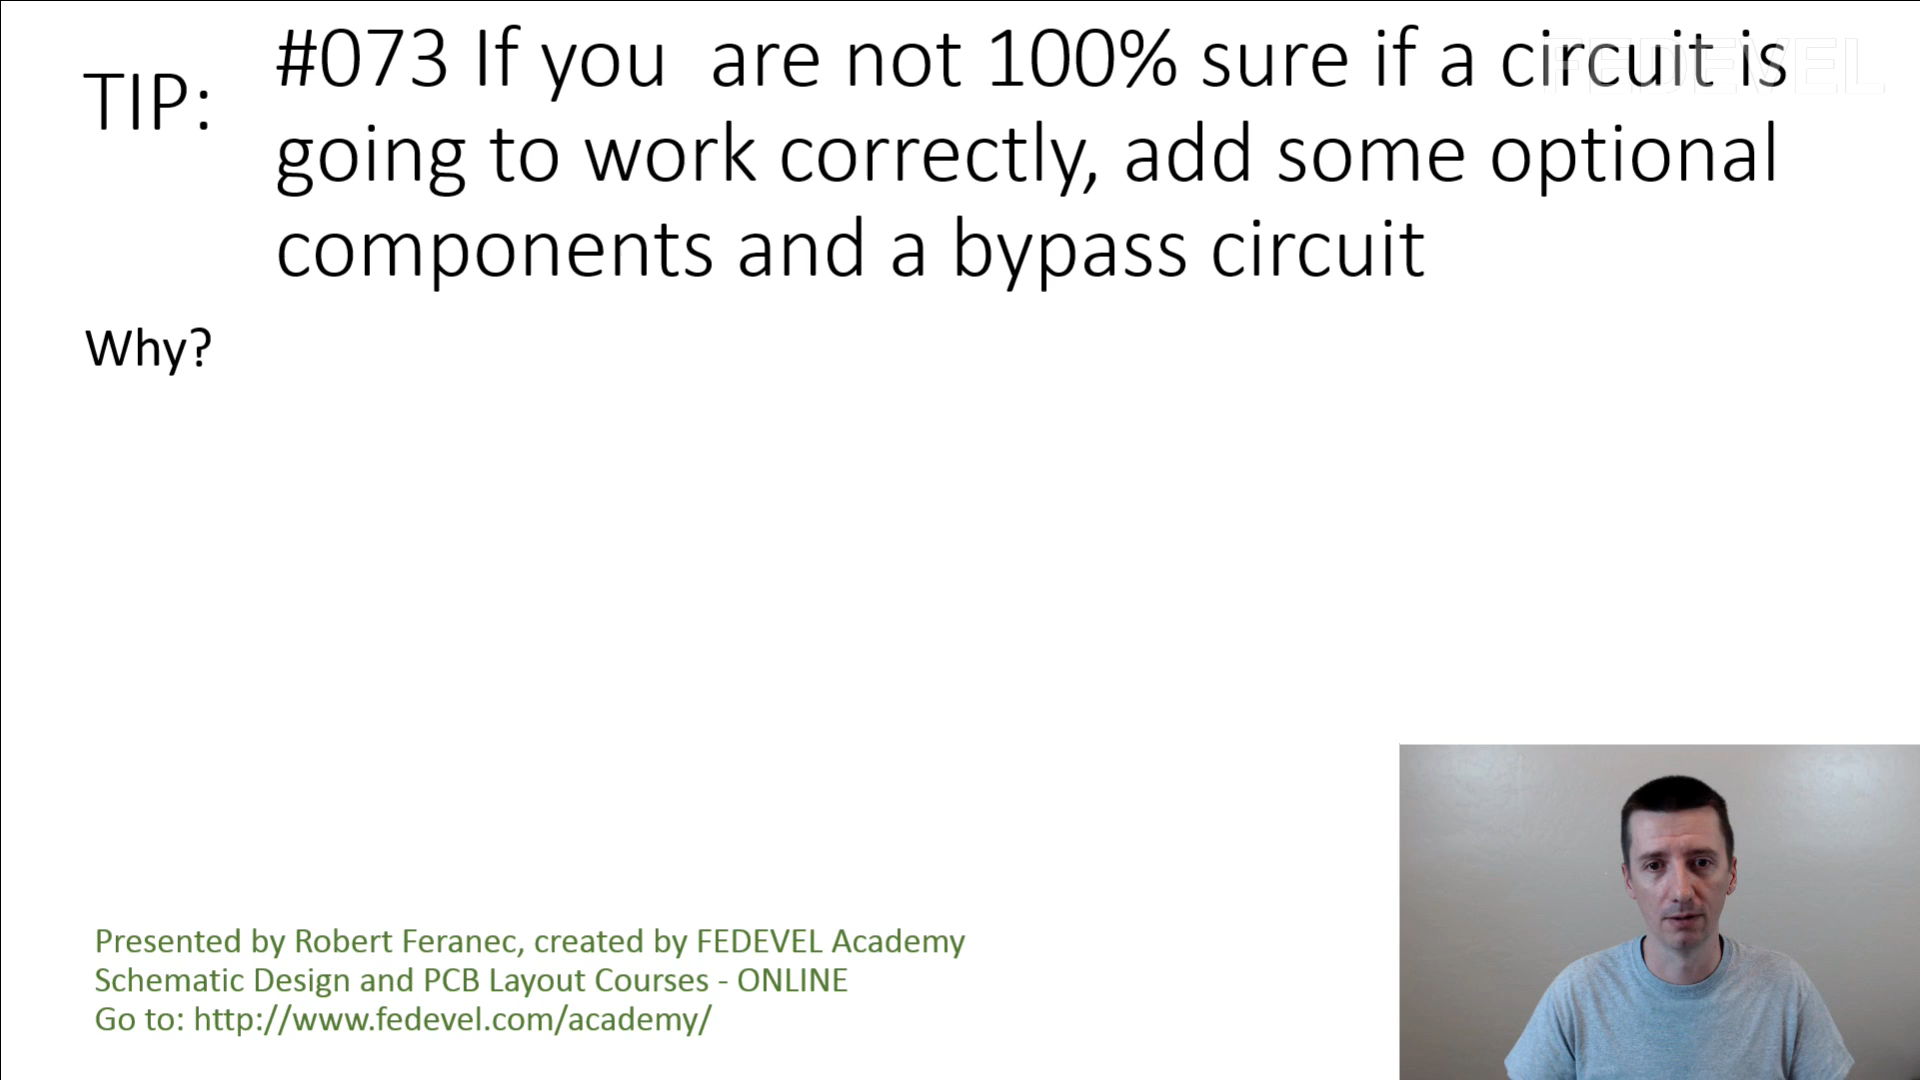 TIP:
#073 If you  are not 100% sure if a circuit is
going to work correctly, add some optional
components and a bypass circuit
FEDEVEL
Why?
Presented by Robert Feranec, created by FEDEVEL Academy
Schematic Design and PCB Layout Courses - ONLINE
Go to: http://www.fedevel.com/academy/